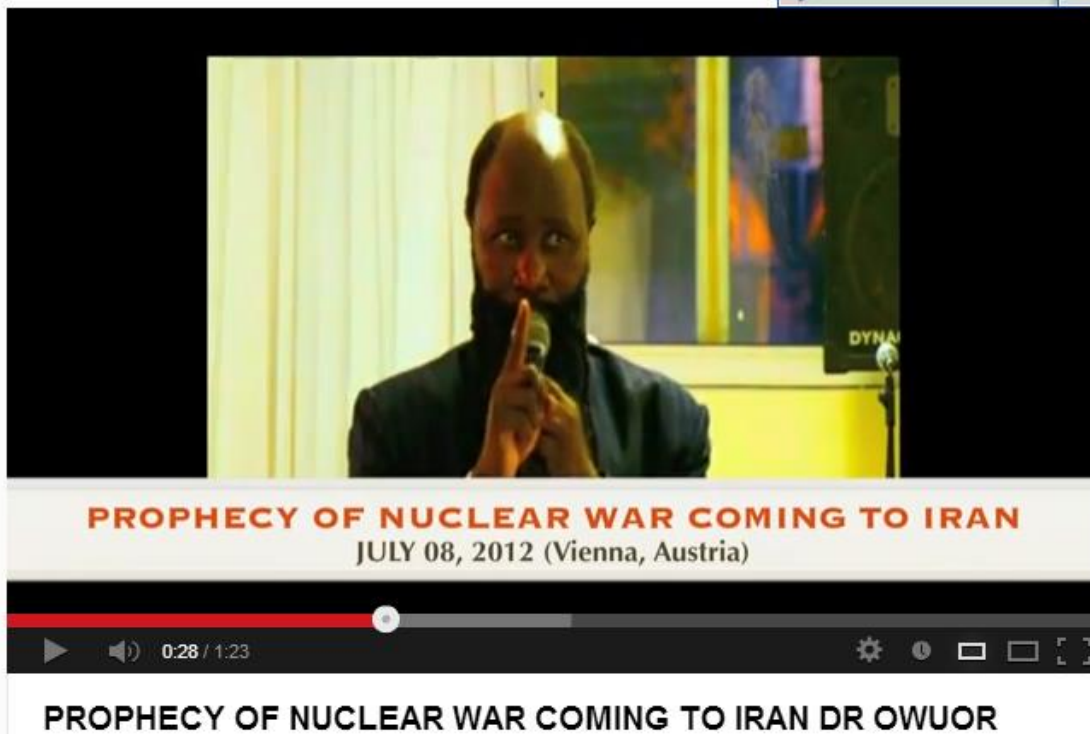 DYNA
PROPHECY OF NUCLEAR WAR COMING TO IRAN
JULY 08, 2012 (Vienna, Austria)
0:28 / 1:23
PROPHECY OF NUCLEAR WAR COMING TO IRAN DR OWUOR